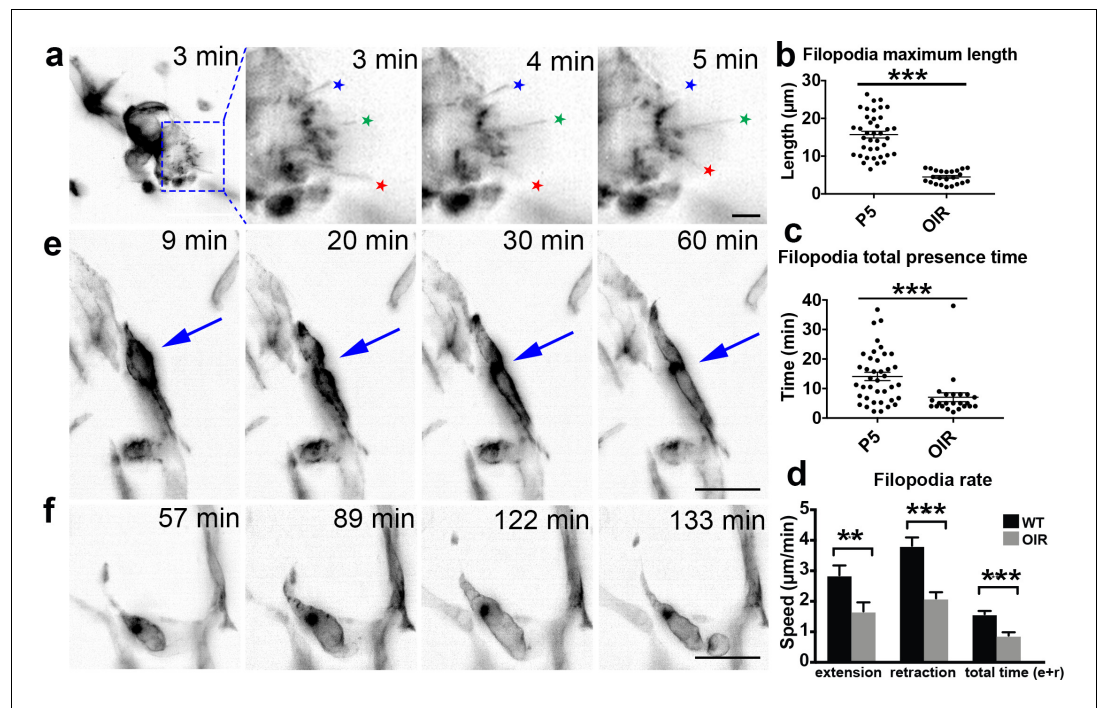 a
3 min
3 min
4 min
5 min
b
Filopodia maximum length
***
30
20
10
0
Length (µm)
P5
OIR
e
9 min
20 min
30 min
60 min
c
Filopodia total presence time
***
40
30
20
10
0
Time (min)
P5
OIR
f
57 min
89 min
122 min
133 min
d
Filopodia rate
5
4
3
2
1
0
Speed (µm/min)
**
***
***
WT
OIR
extension retraction total time (e+r)